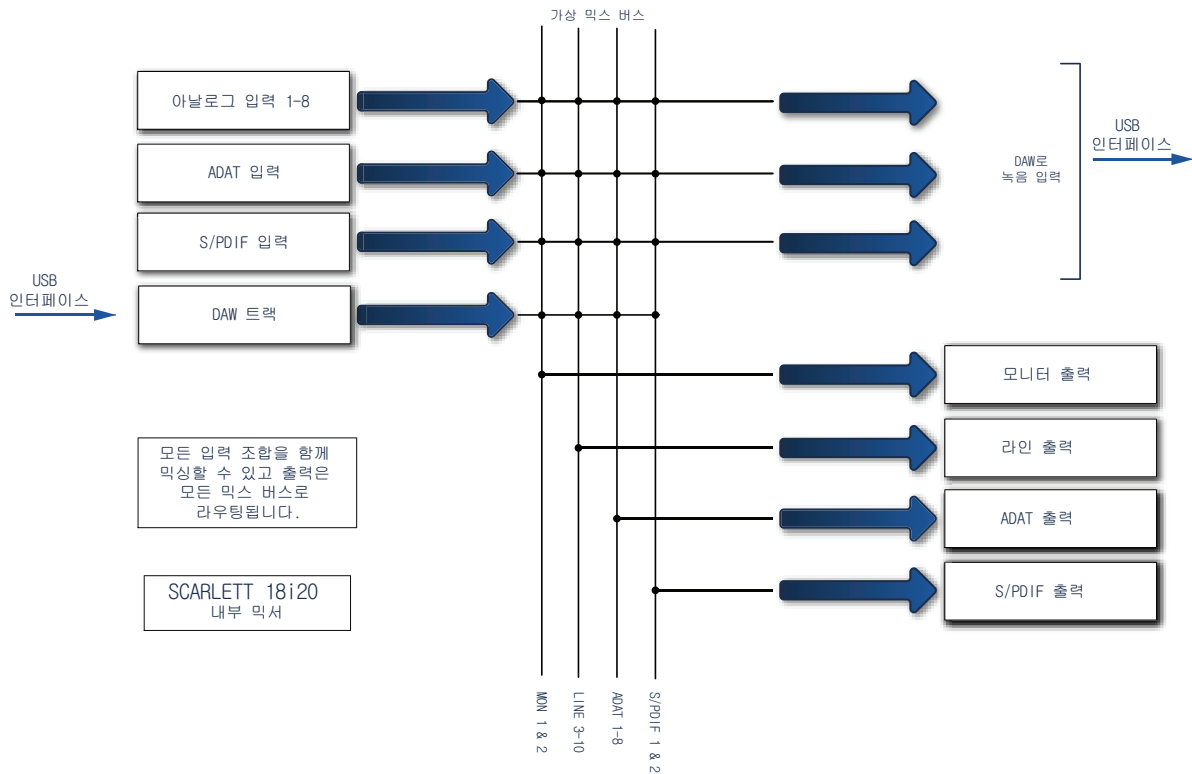 가상 믹스 버스
아날로그 입력 1-8
ADAT 입력
S/PDIF 입력
USB
인터페이스
DAW 트랙
DAW로
녹음 입력
USB
인터페이스
모니터 출력
라인 출력
ADAT 출력
S/PDIF 출력
모든 입력 조합을 함께
믹싱할 수 있고 출력은
모든 믹스 버스로
라우팅됩니다.
SCARLETT 18i20
내부 믹서
MON 1 & 2
LINE 3-10
ADAT 1-8
S/PDIF 1 & 2